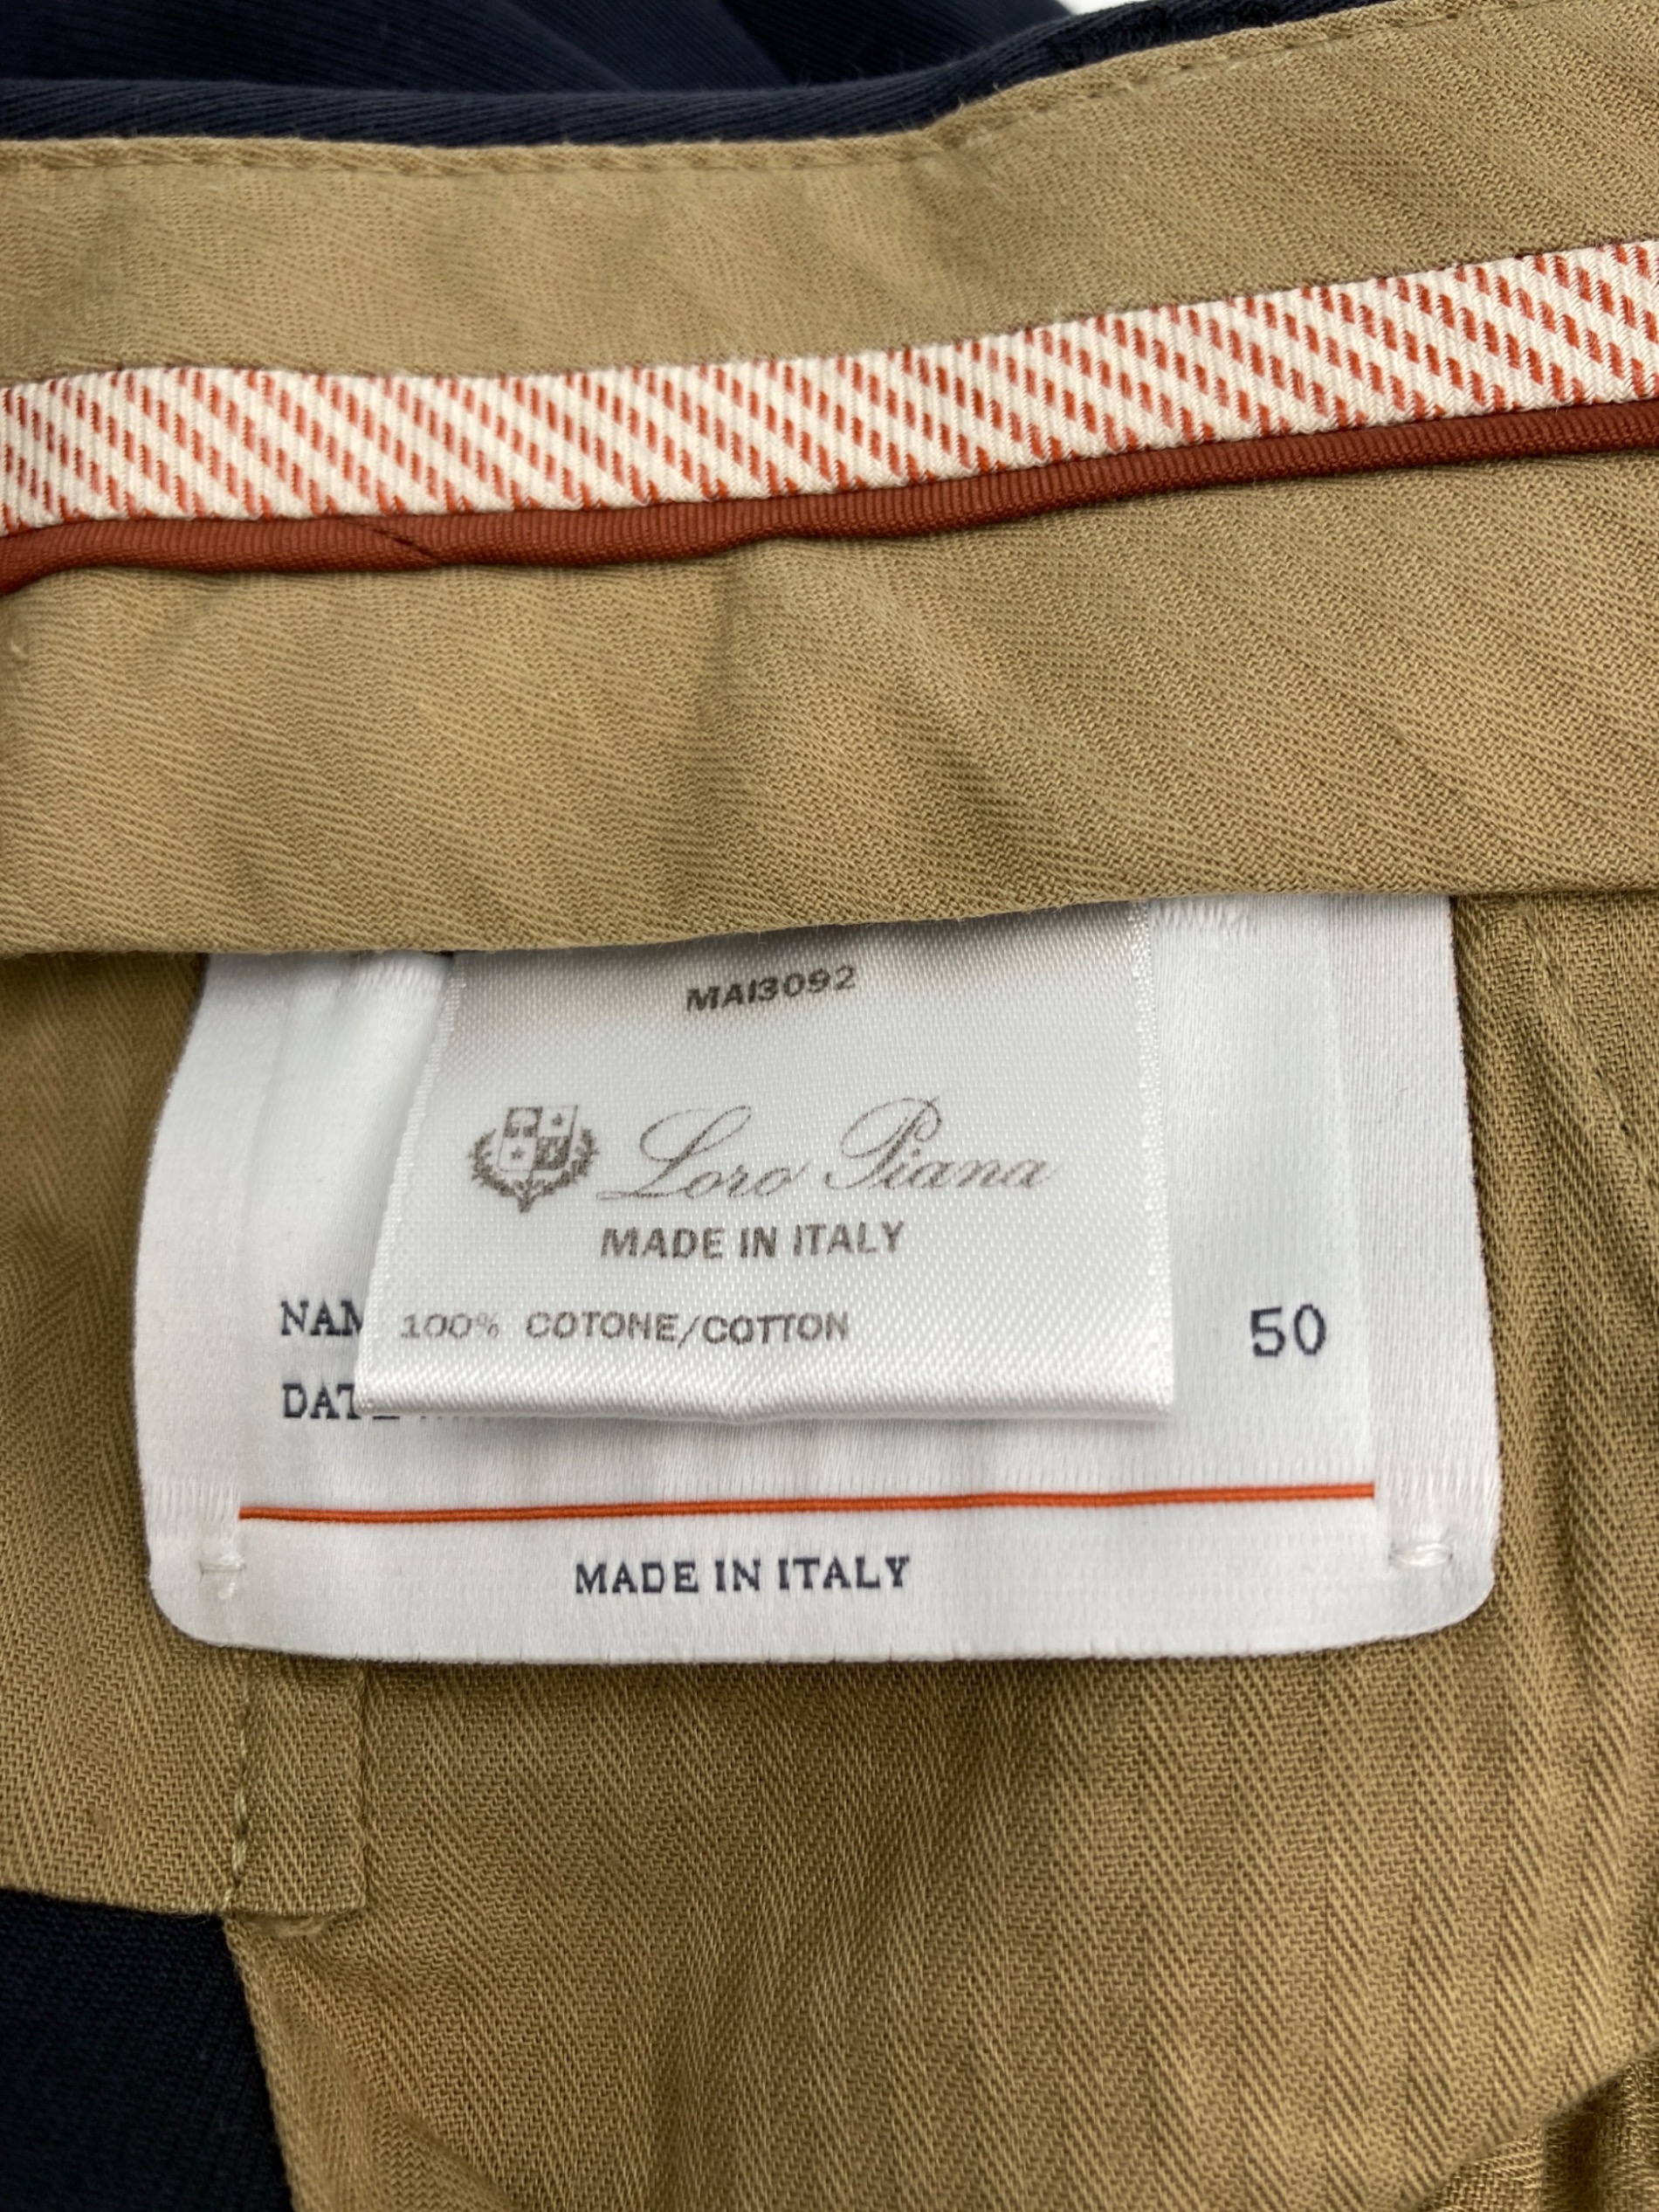 MAI3092
Loro Piana
MADE IN ITALY
100% COTONE/COTTON
NAM
50
DAT
MADE IN ITALY